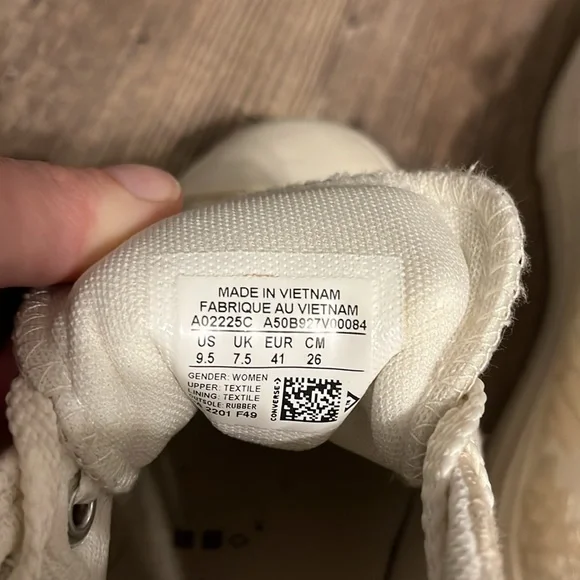 MADE IN VIETNAM
FABRIQUE AU VIETNAM
A02225C A50B927V00084
US UK EUR CM
9.5 7.5 41 26
GENDER: WOMEN
UPPER: TEXTILE
LINING: TEXTILE
OUTSOLE: RUBBER
2201 F49
CONVERSE